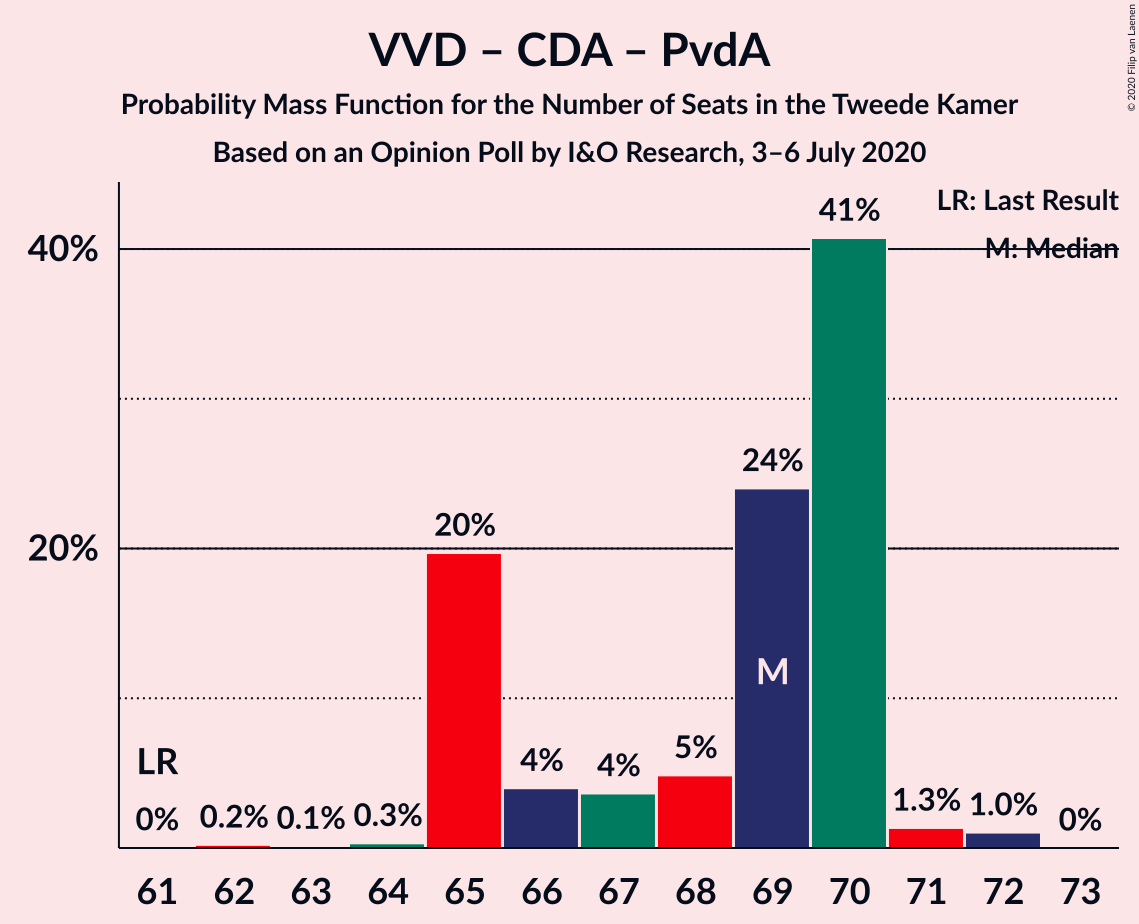 VVD – CDA – PvdA
Probability Mass Function for the Number of Seats in the Tweede Kamer
Based on an Opinion Poll by I&O Research, 3–6 July 2020
© 2020 Filip van Laenen
LR: Last Result
M: Median
40%
20%
LR
0%
0.2%
0.1%
0.3%
20%
4%
4%
5%
24%
M
41%
1.3%
1.0%
0%
61 62 63 64 65 66 67 68 69 70 71 72 73